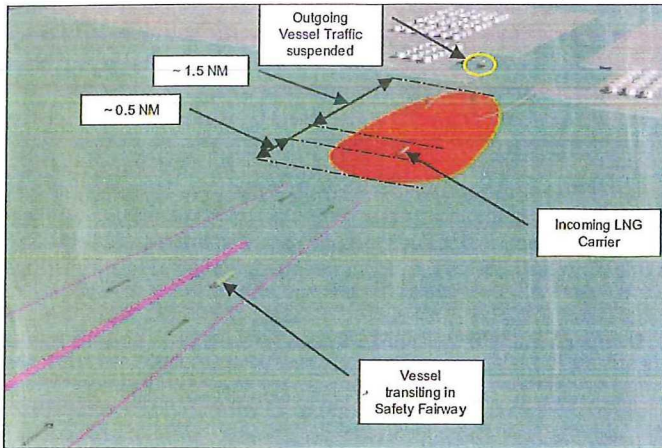 Outgoing
Vessel Traffic
suspended
~ 1.5 NM
~ 0.5 NM
Incoming LNG
Carrier
Vessel
transiting in
Safety Fairway